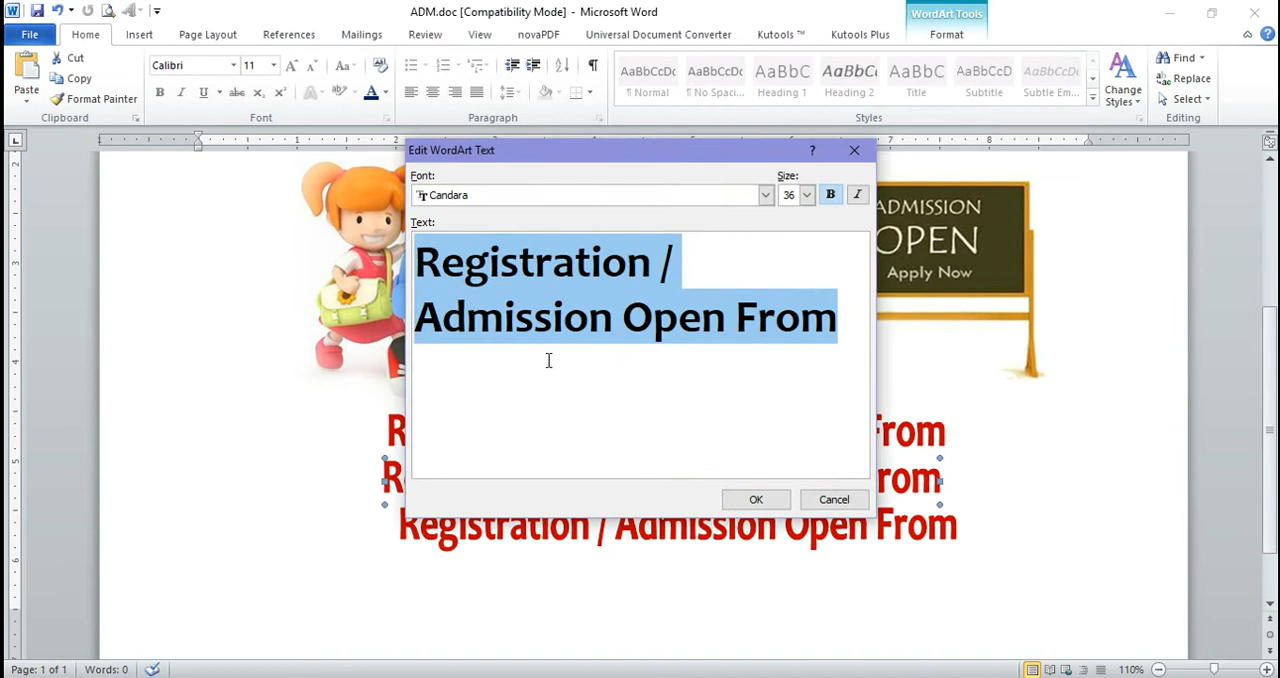 ADM.doc [Compatibility Mode] - Microsoft Word
WordArt Tools
File Home Insert Page Layout References Mailings Review View novaPDF Universal Document Converter Kutools ™ Kutools Plus Format
Paste
Cut
Copy
Format Painter
Clipboard
Calibri 11
Font
Paragraph
AaBbCcDc AaBbCcDc AaBbC AaBbCc AaBbC AaBbCcD AaBbCcDc
¶ Normal ¶ No Spaci... Heading 1 Heading 2 Title Subtitle Subtle Em...
Styles
Change Styles
Find
Replace
Select
Editing
Edit WordArt Text
Font:
Size:
Candara
36
B
I
Text:
Registration /
Admission Open From
OK
Cancel
ADMISSION
OPEN
Apply Now
From
From
Registration / Admission Open From
Page: 1 of 1
Words: 0
110%